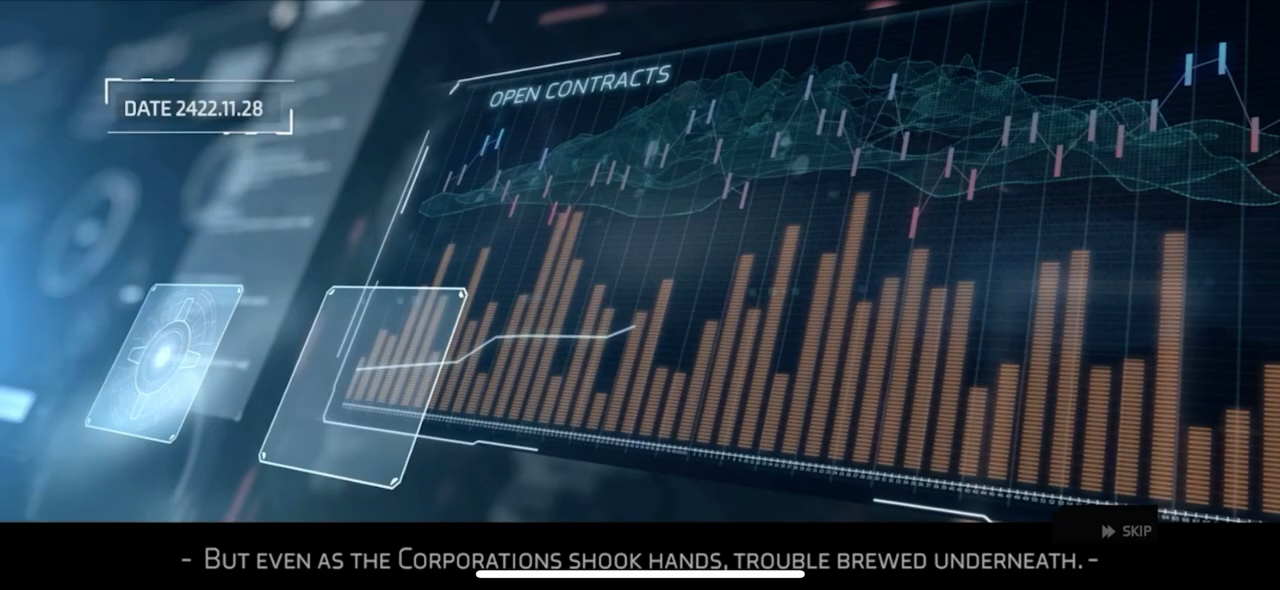 DATE 2422.11.28
OPEN CONTRACTS
SKIP
- But even as the Corporations shook hands, trouble brewed underneath. -